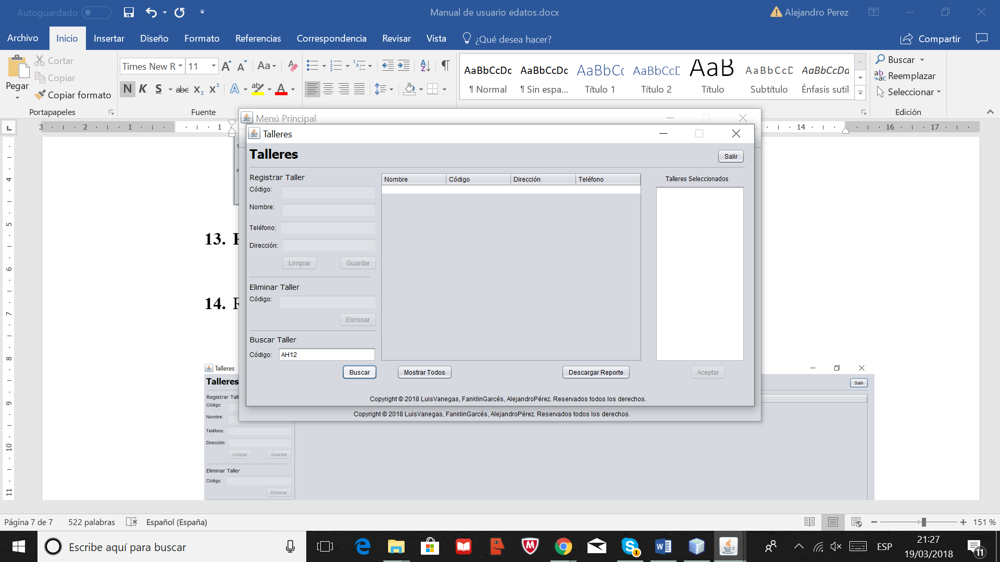 Autoguardado
Manual de usuario edatos.docx
Alejandro Perez
Archivo Inicio Insertar Diseño Formato Referencias Correspondencia Revisar Vista ¿Qué desea hacer? Compartir
Pegar
Cortar
Copiar
Copiar formato
Portapapeles
Times New R 11
Aa
N K S abc X₂ X²
Fuente
AaBbCcDc AaBbCcDc AaBbCc AaBbCcD AaB AaBbCcD AaBbCcDa
¶ Normal ¶ Sin espa... Título 1 Título 2 Título Subtítulo Énfasis sutil
Buscar
Reemplazar
Seleccionar
Edición
3 2 1 1 14 16 17
4
5
6
7
8
9
10
11
Menú Principal
Talleres
Talleres
Salir
Registrar Taller
Código:
Nombre:
Teléfono:
Dirección:
Limpiar Guardar
Eliminar Taller
Código:
Eliminar
Buscar Taller
Código: AH12
Buscar
Nombre Código Dirección Teléfono
Talleres Seleccionados
Mostrar Todos Descargar Reporte Aceptar
Copyright © 2018 LuisVanegas, FanklinGarcés, AlejandroPérez. Reservados todos los derechos.
Copyright © 2018 LuisVanegas, FanklinGarcés, AlejandroPérez. Reservados todos los derechos.
13.
14.
Talleres
Talleres
Salir
Registrar Tall
Código:
Nombre:
Teléfono:
Dirección:
Limpiar Guardar
Eliminar Taller
Código:
Eliminar
Página 7 de 7 522 palabras Español (España) 151 %
Escribe aquí para buscar
1
ESP
21:27
19/03/2018
11